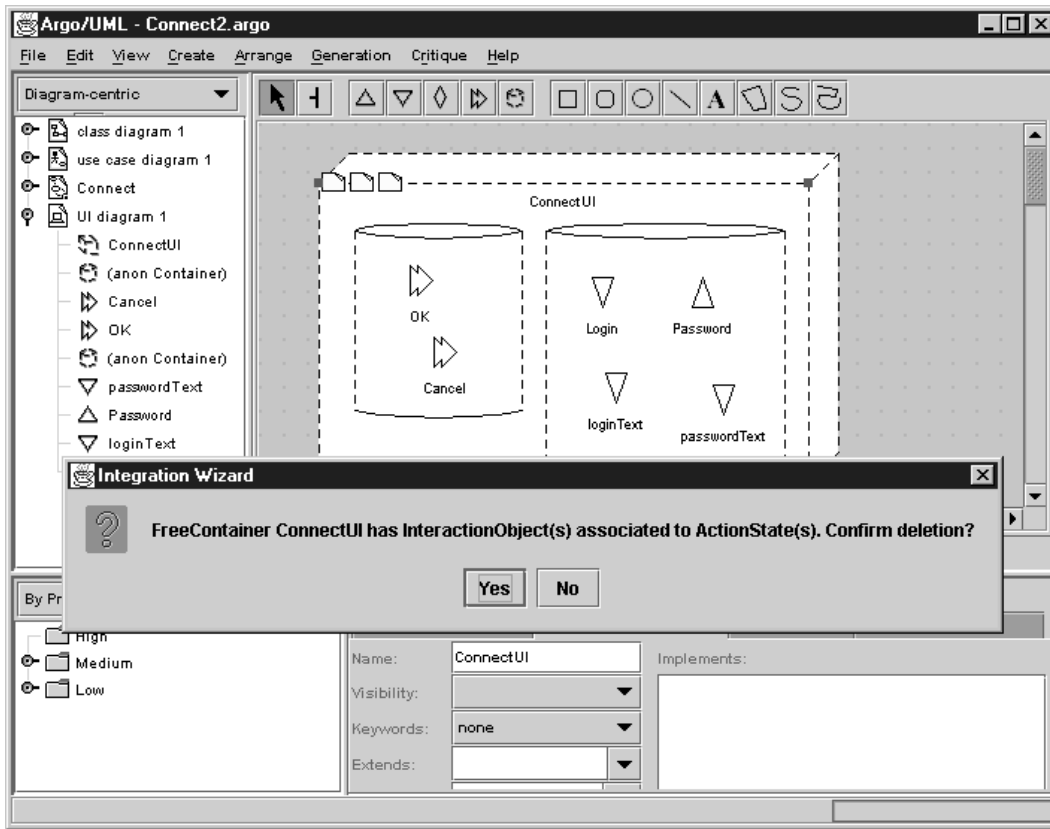 Argo/UML - Connect2.argo
File Edit View Create Arrange Generation Critique Help
Diagram-centric
A
class diagram 1
use case diagram 1
Connect
UI diagram 1
ConnectUI
(anon Container)
Cancel
OK
(anon Container)
passwordText
Password
loginText
ConnectUI
OK
Cancel
Login
Password
loginText
passwordText
Integration Wizard
FreeContainer ConnectUI has InteractionObject(s) associated to ActionState(s). Confirm deletion?
Yes
No
By Pr
High
Medium
Low
Name:
ConnectUI
Implements:
Visibility:
Keywords:
none
Extends: